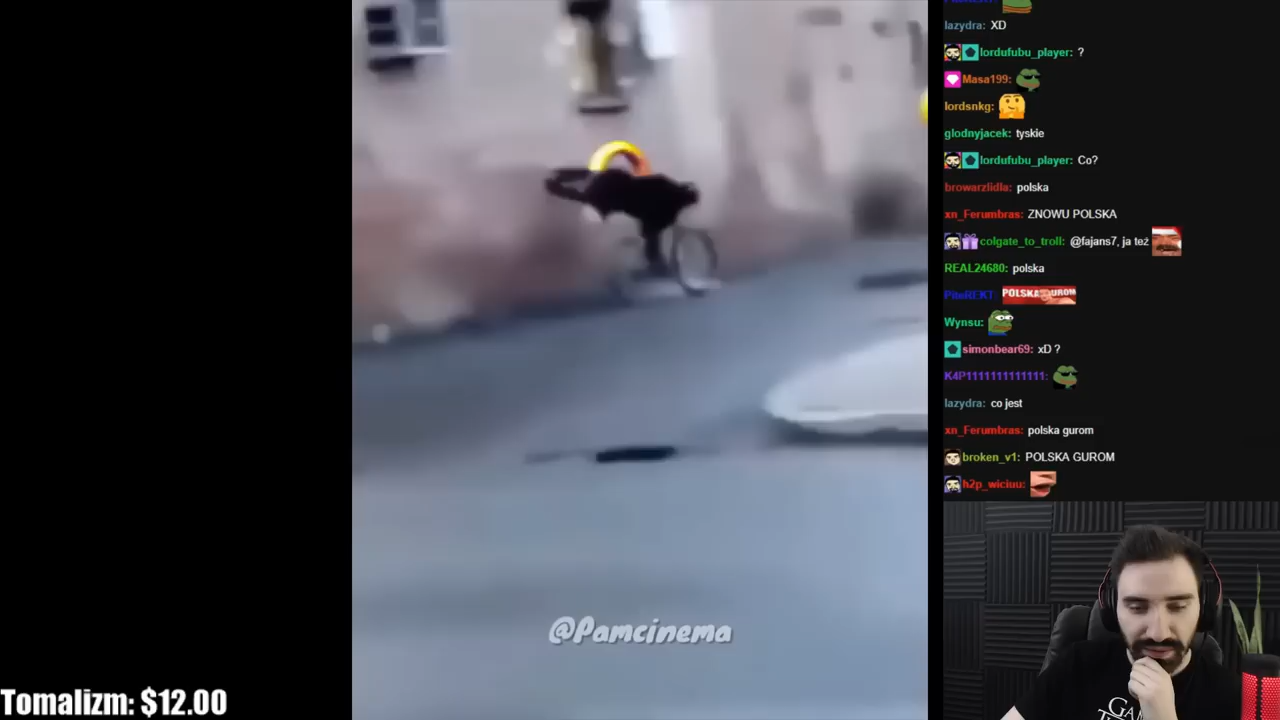 lazydra: XD
lordufubu_player: ?
Masa199:
lordsnkg:
glodnyjacek: tyskie
lordufubu_player: Co?
browarzlidla: polska
xn_Ferumbras: ZNOWU POLSKA
colgate_to_troll: @fajans7, ja też
REAL24680: polska
PiteREKT: POLSKA GUROM
Wynsu:
simonbear69: xD ?
K4P1111111111111:
lazydra: co jest
xn_Ferumbras: polska gurom
broken_v1: POLSKA GUROM
h2p_wiciuu:
@Pamcinema
Tomalizm: $12.00